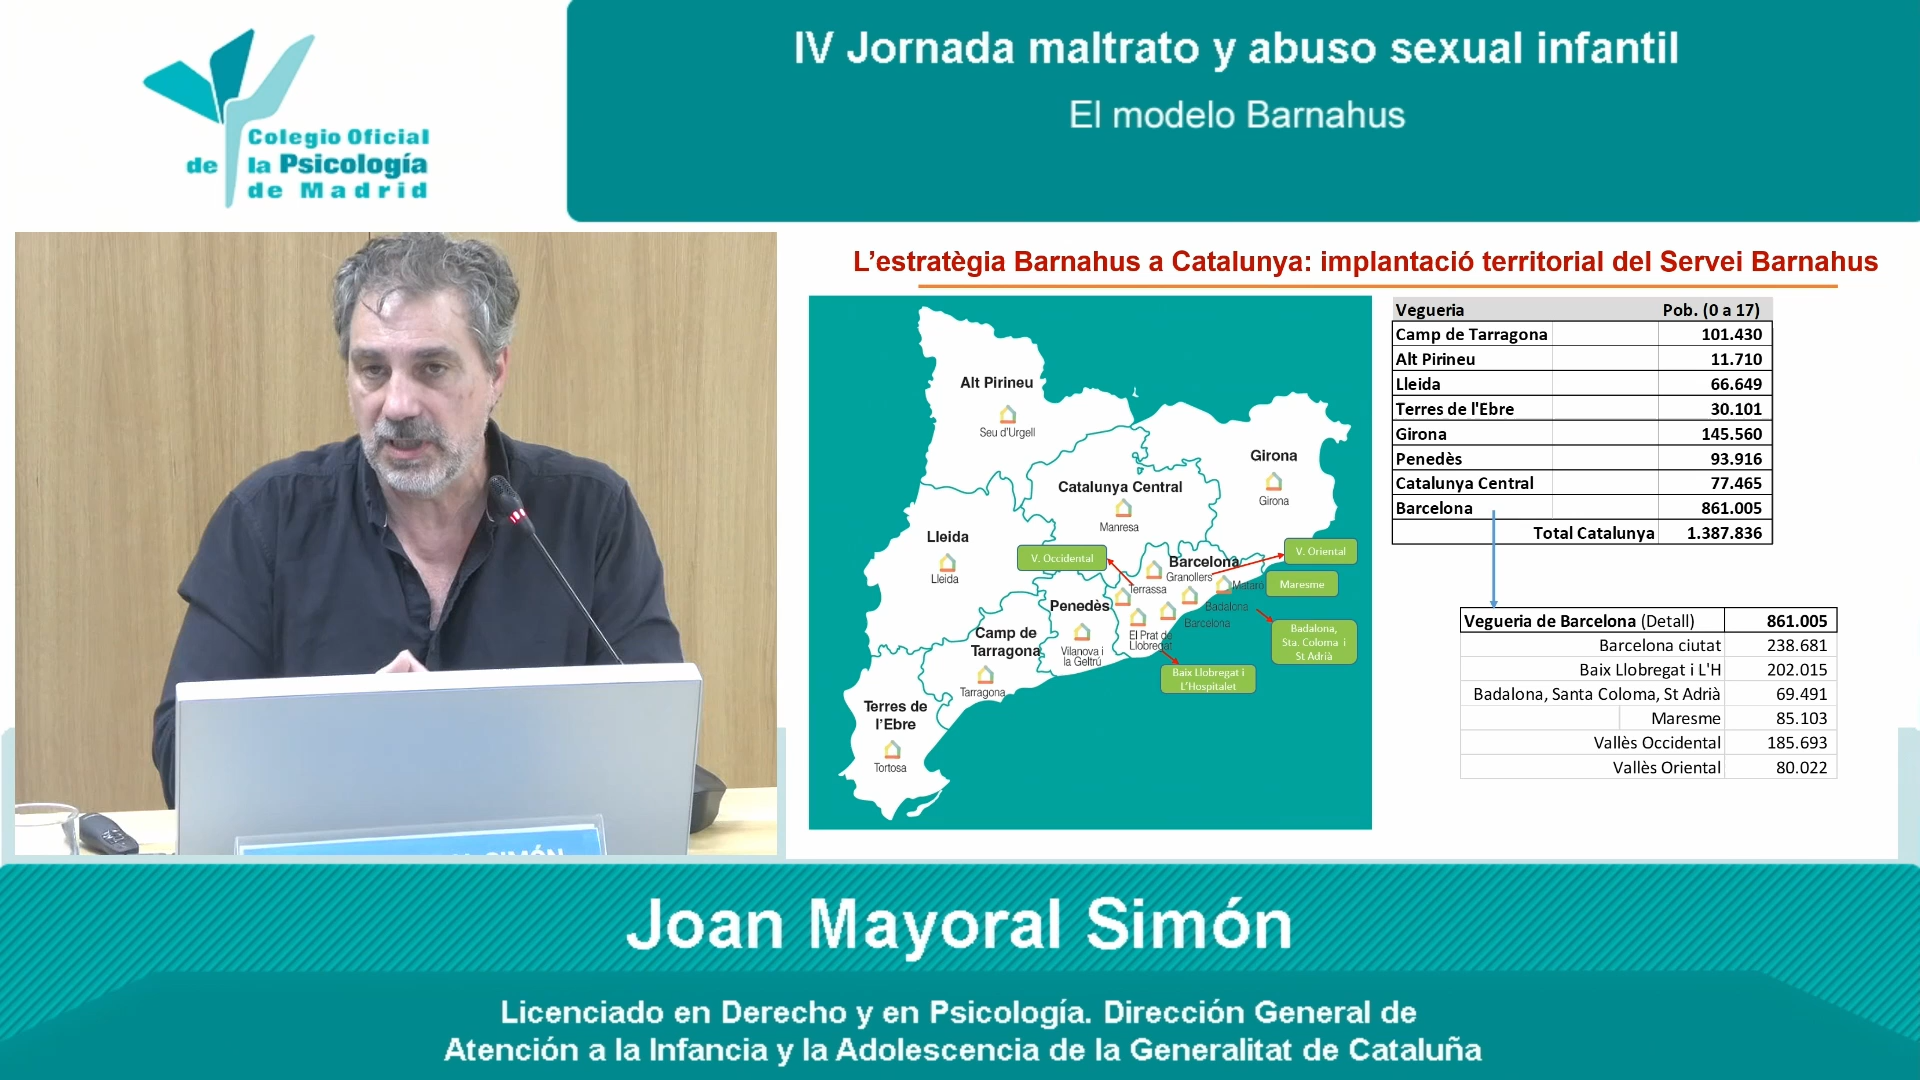 Colegio Oficial
de la Psicología
de Madrid
IV Jornada maltrato y abuso sexual infantil
El modelo Barnahus
L'estratègia Barnahus a Catalunya: implantació territorial del Servei Barnahus
Alt Pirineu
Seu d'Urgell
Girona
Girona
Catalunya Central
Manresa
Lleida
Lleida
V. Occidental
V. Oriental
Barcelona
Granollers
Maresme
Terrassa
Mataró
Penedès
Badalona
Barcelona
Badalona,
Sta. Coloma i
St Adrià
El Prat de
Llobregat
Camp de
Tarragona
Vilanova i
la Geltrú
Baix Llobregat i
L'Hospitalet
Tarragona
Terres de
l'Ebre
Tortosa
Vegueria Pob. (0 a 17)
Camp de Tarragona 101.430
Alt Pirineu 11.710
Lleida 66.649
Terres de l'Ebre 30.101
Girona 145.560
Penedès 93.916
Catalunya Central 77.465
Barcelona 861.005
Total Catalunya 1.387.836
Vegueria de Barcelona (Detall) 861.005
Barcelona ciutat 238.681
Baix Llobregat i L'H 202.015
Badalona, Santa Coloma, St Adrià 69.491
Maresme 85.103
Vallès Occidental 185.693
Vallès Oriental 80.022
SIMÓN
Joan Mayoral Simón
Licenciado en Derecho y en Psicología. Dirección General de
Atención a la Infancia y la Adolescencia de la Generalitat de Cataluña